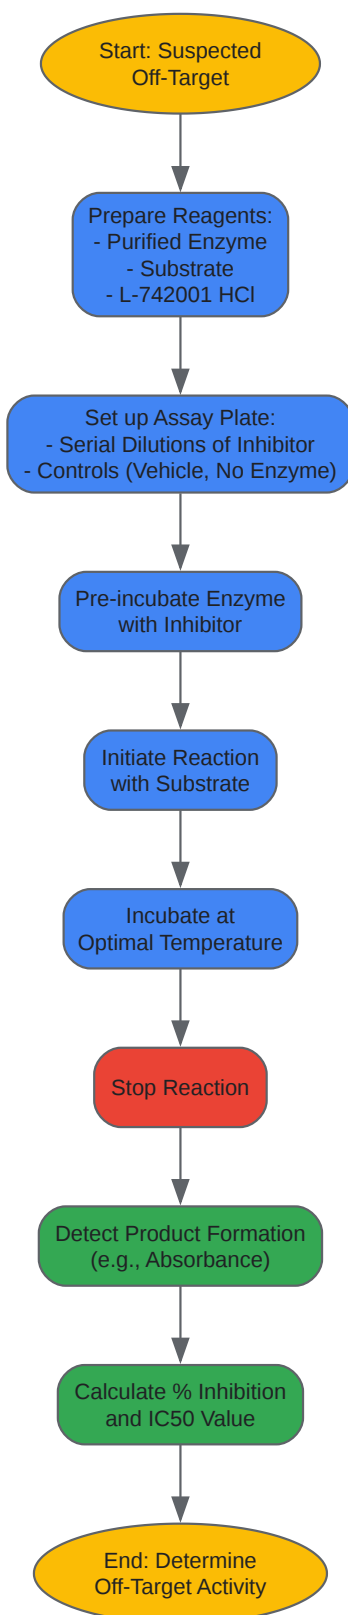 Start: Suspected
Off-Target
Prepare Reagents:
- Purified Enzyme
- Substrate
- L-742001 HCl
Set up Assay Plate:
- Serial Dilutions of Inhibitor
- Controls (Vehicle, No Enzyme)
Pre-incubate Enzyme
with Inhibitor
Initiate Reaction
with Substrate
Incubate at
Optimal Temperature
Stop Reaction
Detect Product Formation
(e.g., Absorbance)
Calculate % Inhibition
and IC50 Value
End: Determine
Off-Target Activity